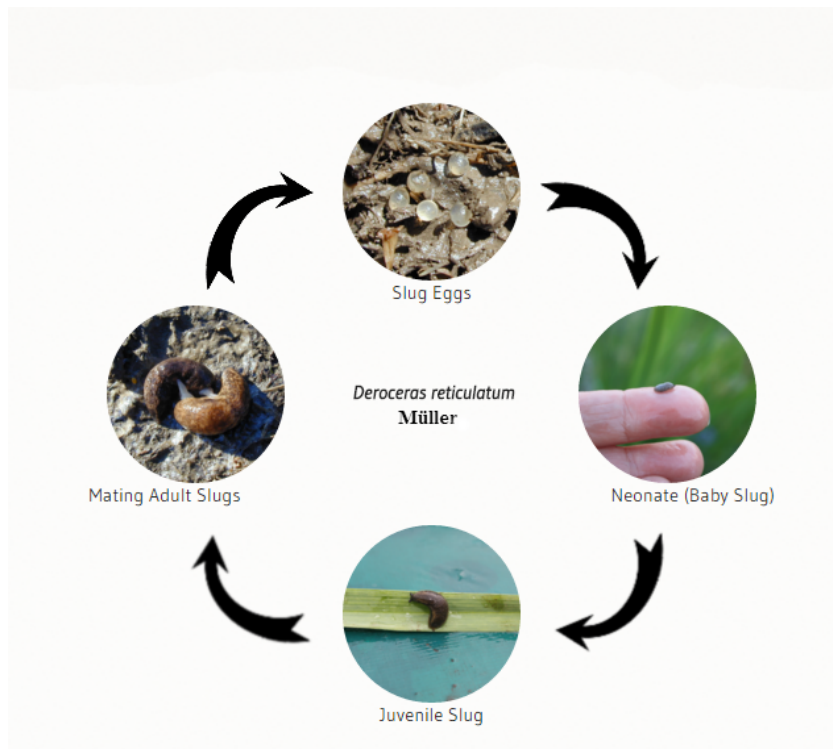 Slug Eggs
Deroceras reticulatum
Müller
Mating Adult Slugs
Neonate (Baby Slug)
Juvenile Slug